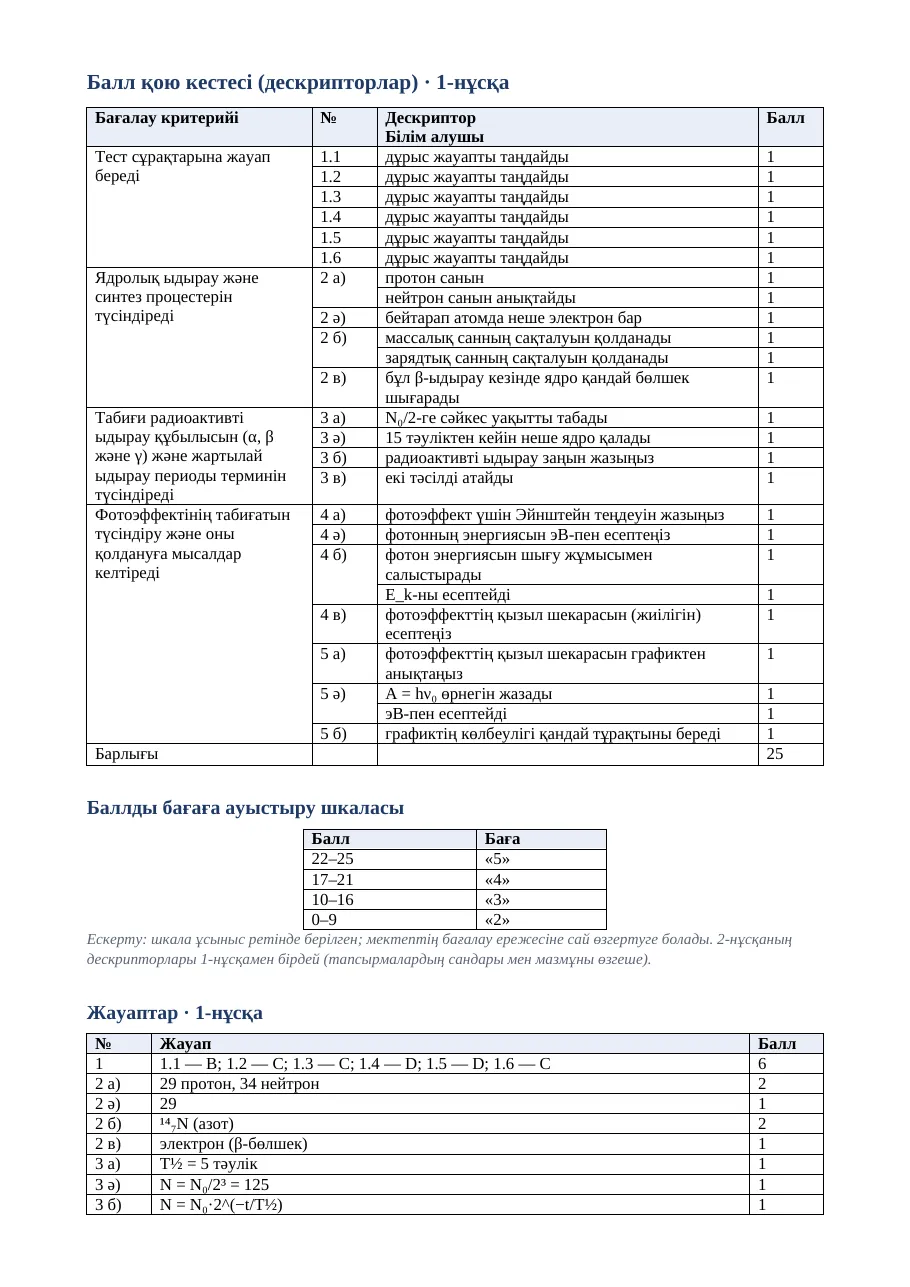 Балл қою кестесі (дескрипторлар) · 1-нұсқа
Бағалау критерийі № Дескриптор Балл
Білім алушы
Тест сұрақтарына жауап 1.1 дұрыс жауапты таңдайды 1
береді 1.2 дұрыс жауапты таңдайды 1
1.3 дұрыс жауапты таңдайды 1
1.4 дұрыс жауапты таңдайды 1
1.5 дұрыс жауапты таңдайды 1
1.6 дұрыс жауапты таңдайды 1
Ядролық ыдырау және 2 а) протон санын 1
синтез процестерін нейтрон санын анықтайды 1
түсіндіреді 2 ә) бейтарап атомда неше электрон бар 1
2 б) массалық санның сақталуын қолданады 1
зарядтық санның сақталуын қолданады 1
2 в) бұл β-ыдырау кезінде ядро қандай бөлшек 1
шығарады
Табиғи радиоактивті 3 а) N₀/2-ге сәйкес уақытты табады 1
ыдырау құбылысын (α, β 3 ә) 15 тәуліктен кейін неше ядро қалады 1
және γ) және жартылай 3 б) радиоактивті ыдырау заңын жазыңыз 1
ыдырау периоды терминін 3 в) екі тәсілді атайды 1
түсіндіреді
Фотоэффектінің табиғатын 4 а) фотоэффект үшін Эйнштейн теңдеуін жазыңыз 1
түсіндіру және оны 4 ә) фотонның энергиясын эВ-пен есептеңіз 1
қолдануға мысалдар 4 б) фотон энергиясын шығу жұмысымен 1
келтіреді салыстырады
E_k-ны есептейді 1
4 в) фотоэффекттің қызыл шекарасын (жиілігін) 1
есептеңіз
5 а) фотоэффекттің қызыл шекарасын графиктен 1
анықтаңыз
5 ә) A = hν₀ өрнегін жазады 1
эВ-пен есептейді 1
5 б) графиктің көлбеулігі қандай тұрақтыны береді 1
Барлығы 25
Баллды бағаға ауыстыру шкаласы
Балл Баға
22–25 «5»
17–21 «4»
10–16 «3»
0–9 «2»
Ескерту: шкала ұсыныс ретінде берілген; мектептің бағалау ережесіне сай өзгертуге болады. 2-нұсқаның
дескрипторлары 1-нұсқамен бірдей (тапсырмалардың сандары мен мазмұны өзгеше).
Жауаптар · 1-нұсқа
№ Жауап Балл
1 1.1 — B; 1.2 — C; 1.3 — C; 1.4 — D; 1.5 — D; 1.6 — C 6
2 а) 29 протон, 34 нейтрон 2
2 ә) 29 1
2 б) ¹⁴₇N (азот) 2
2 в) электрон (β-бөлшек) 1
3 а) T½ = 5 тәулік 1
3 ә) N = N₀/2³ = 125 1
3 б) N = N₀·2^(−t/T½) 1